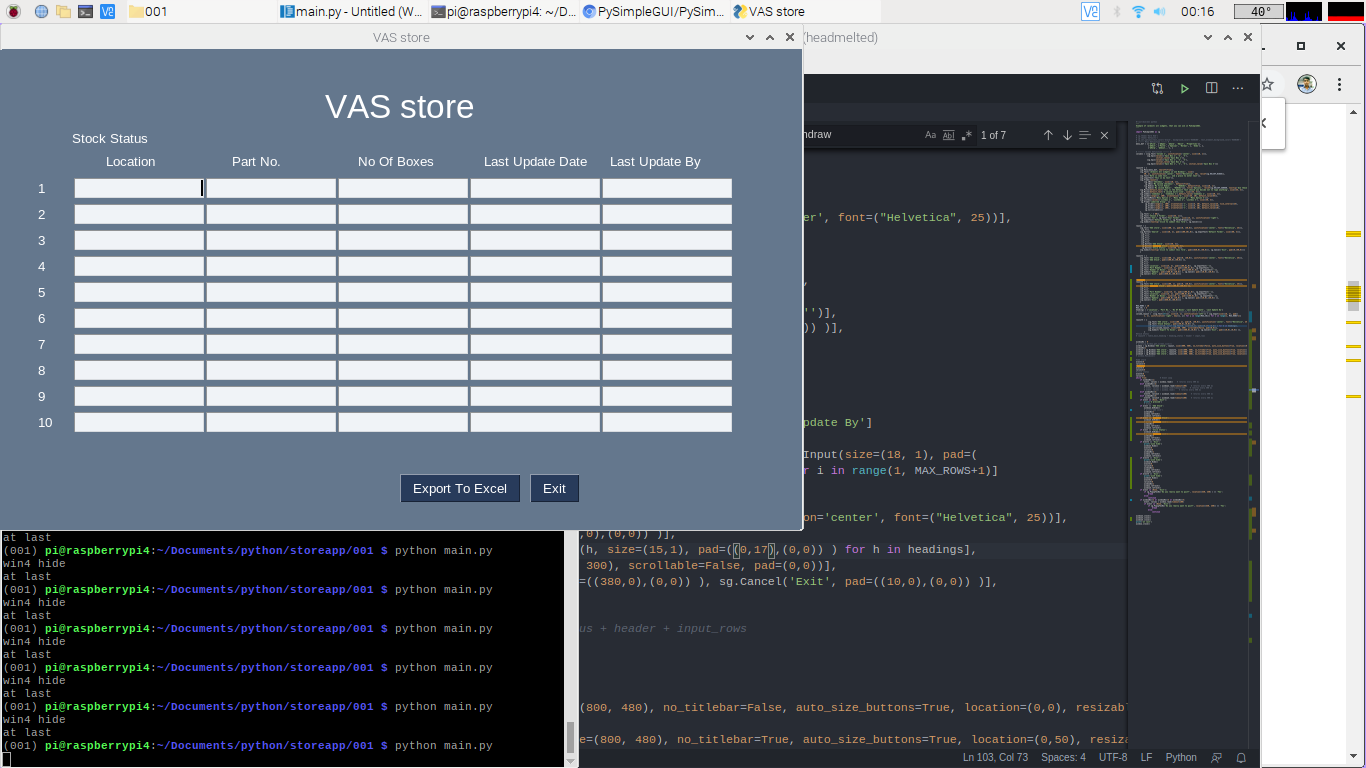 001
main.py - Untitled (W...
pi@raspberrypi4: ~/D...
PySimpleGUI/PySim...
VAS store
00:16
40°
VAS store
(headmelted)
VAS store
Stock Status
Location Part No. No Of Boxes Last Update Date Last Update By
1
2
3
4
5
6
7
8
9
10
Export To Excel Exit
Aa Ab 1 of 7
er', font=("Helvetica", 25))],
'')],
)) )],
pdate By']
Input(size=(18, 1), pad=(
r i in range(1, MAX_ROWS+1)]
on='center', font=("Helvetica", 25))],
,0),(0,0)) )],
(h, size=(15,1), pad=((0,17),(0,0)) ) for h in headings],
300), scrollable=False, pad=(0,0))],
=((380,0),(0,0)) ), sg.Cancel('Exit', pad=((10,0),(0,0)) )],
us + header + input_rows
(800, 480), no_titlebar=False, auto_size_buttons=True, location=(0,0), resizabl
e=(800, 480), no_titlebar=True, auto_size_buttons=True, location=(0,50), resiza
at last
(001) pi@raspberrypi4:~/Documents/python/storeapp/001 $ python main.py
win4 hide
at last
(001) pi@raspberrypi4:~/Documents/python/storeapp/001 $ python main.py
win4 hide
at last
(001) pi@raspberrypi4:~/Documents/python/storeapp/001 $ python main.py
win4 hide
at last
(001) pi@raspberrypi4:~/Documents/python/storeapp/001 $ python main.py
win4 hide
at last
(001) pi@raspberrypi4:~/Documents/python/storeapp/001 $ python main.py
win4 hide
at last
(001) pi@raspberrypi4:~/Documents/python/storeapp/001 $ python main.py
Ln 103, Col 73 Spaces: 4 UTF-8 LF Python